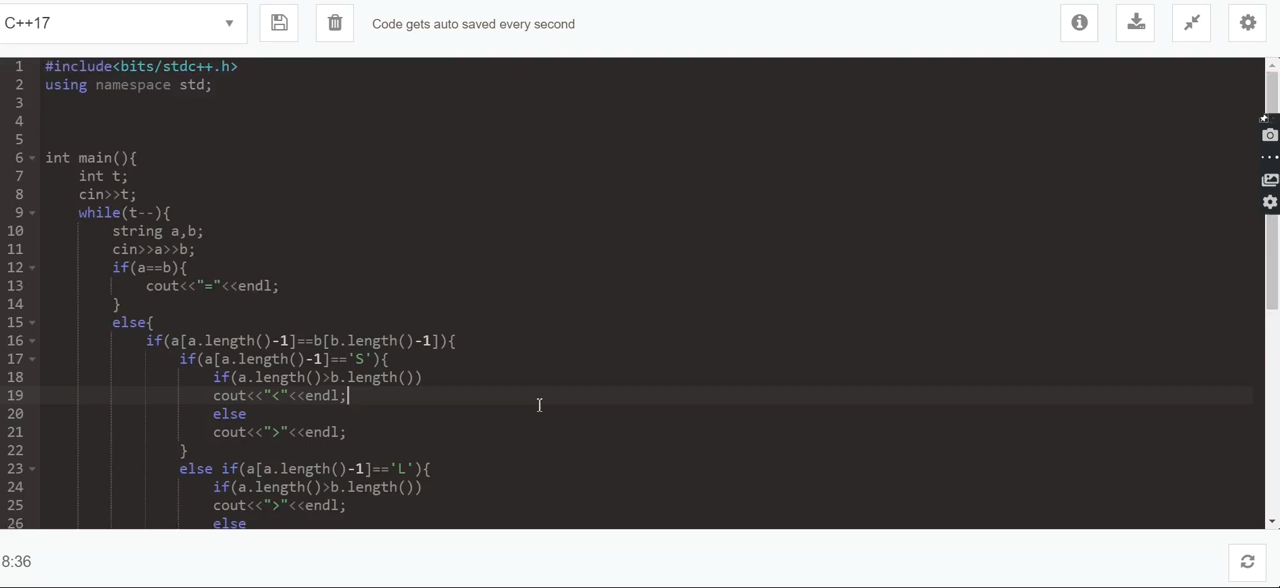 C++17
Code gets auto saved every second
1 #include<bits/stdc++.h>
2 using namespace std;
3
4
5
6 int main(){
7 int t;
8 cin>>t;
9 while(t--){
10 string a,b;
11 cin>>a>>b;
12 if(a==b){
13 cout<<"="<<endl;
14 }
15 else{
16 if(a[a.length()-1]==b[b.length()-1]){
17 if(a[a.length()-1]=='S'){
18 if(a.length()>b.length())
19 cout<<"<"<<endl;
20 else
21 cout<<">"<<endl;
22 }
23 else if(a[a.length()-1]=='L'){
24 if(a.length()>b.length())
25 cout<<">"<<endl;
26 else
8:36